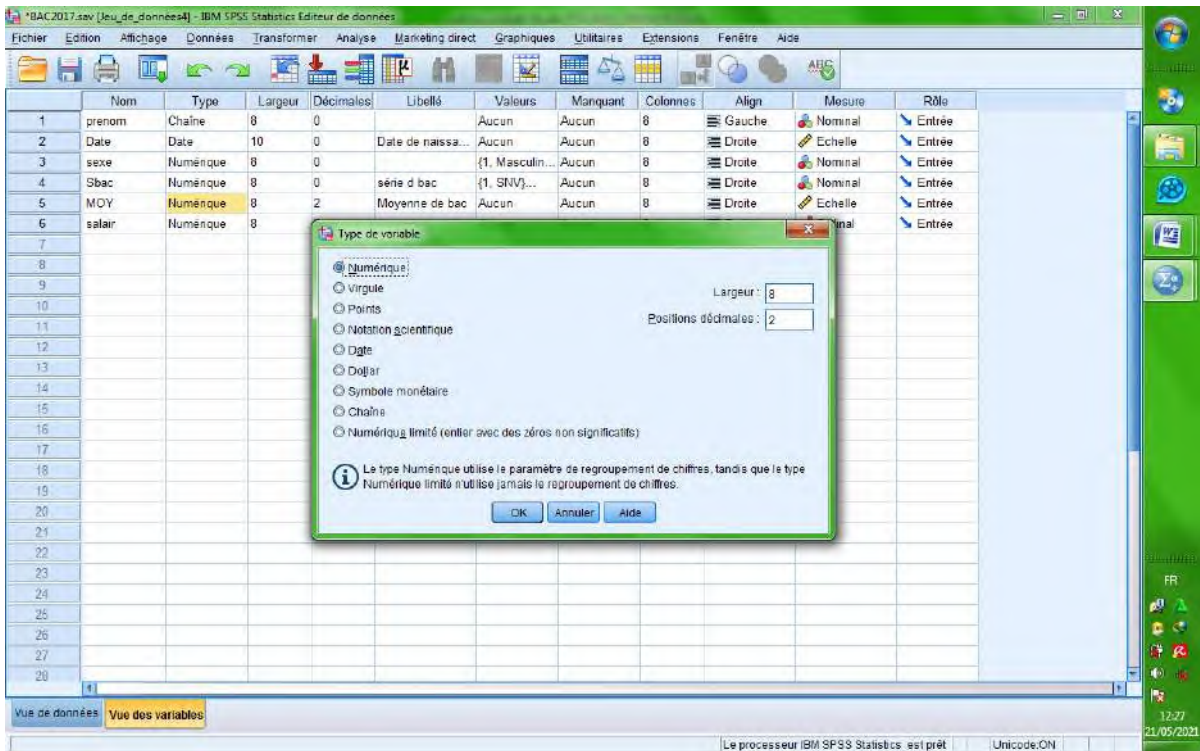 *BAC2017.sav [Jeu_de_données4] - IBM SPSS Statistics Editeur de données
Fichier Edition Affichage Données Transformer Analyse Marketing direct Graphiques Utilitaires Extensions Fenêtre Aide
Nom Type Largeur Décimales Libellé Valeurs Manquant Colonnes Align Mesure Rôle
1 prenom Chaîne 8 0 Aucun Aucun 8 Gauche Nominal Entrée
2 Date Date 10 0 Date de naissa... Aucun Aucun 8 Droite Echelle Entrée
3 sexe Numérique 8 0 {1, Masculin... Aucun 8 Droite Nominal Entrée
4 Sbac Numérique 8 0 série d bac {1, SNV}... Aucun 8 Droite Nominal Entrée
5 MOY Numérique 8 2 Moyenne de bac Aucun Aucun 8 Droite Echelle Entrée
6 salair Numérique 8 inal Entrée
7
8
9
10
11
12
13
14
15
16
17
18
19
20
21
22
23
24
25
26
27
28
Type de variable
Numérique
Virgule
Points
Notation scientifique
Date
Dollar
Symbole monétaire
Chaîne
Numérique limité (entier avec des zéros non significatifs)
Largeur : 8
Positions décimales : 2
Le type Numérique utilise le paramètre de regroupement de chiffres, tandis que le type
Numérique limité n'utilise jamais le regroupement de chiffres.
OK Annuler Aide
Vue de données Vue des variables
Le processeur IBM SPSS Statistics est prêt Unicode:ON
FR
12:27
21/05/2021